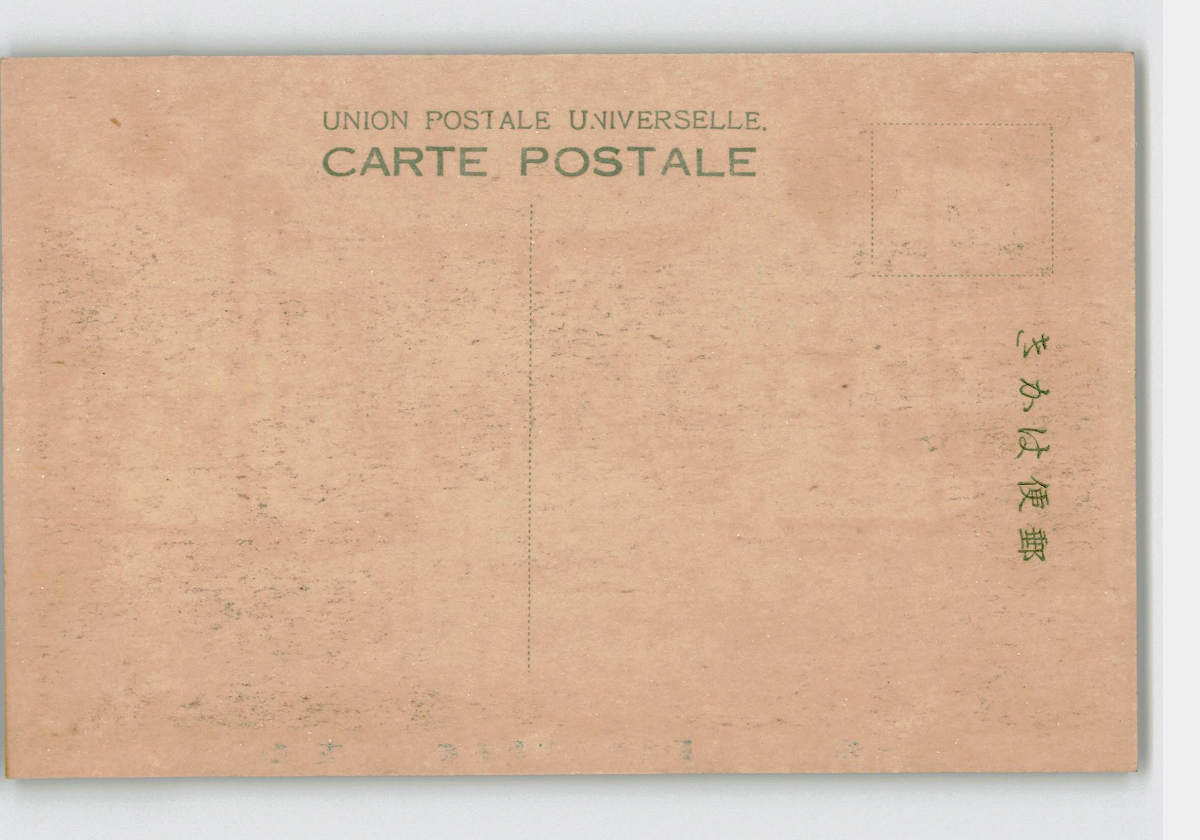 UNION POSTALE UNIVERSELLE.
CARTE POSTALE
きかは便郵